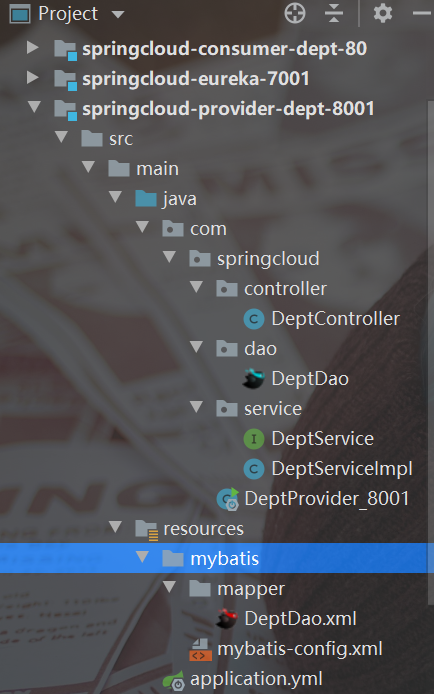 Project
springcloud-consumer-dept-80
springcloud-eureka-7001
springcloud-provider-dept-8001
src
main
java
com
springcloud
controller
DeptController
dao
DeptDao
service
DeptService
DeptServiceImpl
DeptProvider_8001
resources
mybatis
mapper
DeptDao.xml
mybatis-config.xml
application.yml